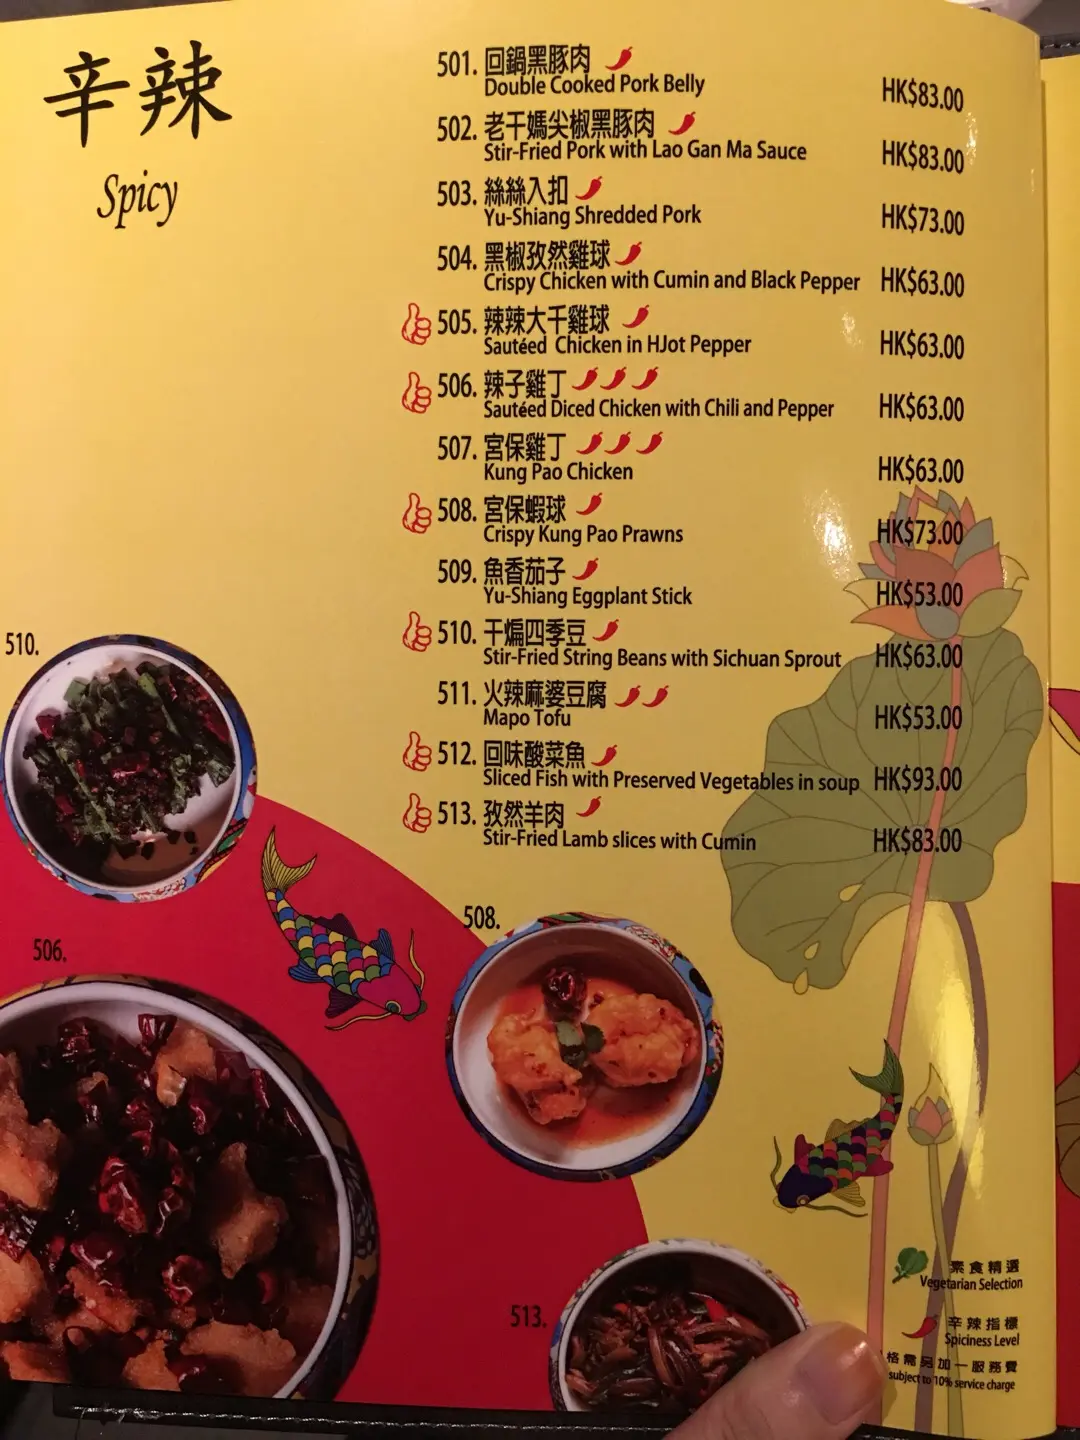 辛辣
Spicy
501. 回鍋黑豚肉
Double Cooked Pork Belly
HK$83.00
502. 老干媽尖椒黑豚肉
Stir-Fried Pork with Lao Gan Ma Sauce
HK$83.00
503. 絲絲入扣
Yu-Shiang Shredded Pork
HK$73.00
504. 黑椒孜然雞球
Crispy Chicken with Cumin and Black Pepper
HK$63.00
505. 辣辣大千雞球
Sautéed Chicken in HJot Pepper
HK$63.00
506. 辣子雞丁
Sautéed Diced Chicken with Chili and Pepper
HK$63.00
507. 宮保雞丁
Kung Pao Chicken
HK$63.00
508. 宮保蝦球
Crispy Kung Pao Prawns
HK$73.00
509. 魚香茄子
Yu-Shiang Eggplant Stick
HK$53.00
510. 干煸四季豆
Stir-Fried String Beans with Sichuan Sprout
HK$63.00
511. 火辣麻婆豆腐
Mapo Tofu
HK$53.00
512. 回味酸菜魚
Sliced Fish with Preserved Vegetables in soup
HK$93.00
513. 孜然羊肉
Stir-Fried Lamb slices with Cumin
HK$83.00
510.
506.
508.
513.
素食精選
Vegetarian Selection
辛辣指標
Spiciness Level
格需另加一服務費
subject to 10% service charge